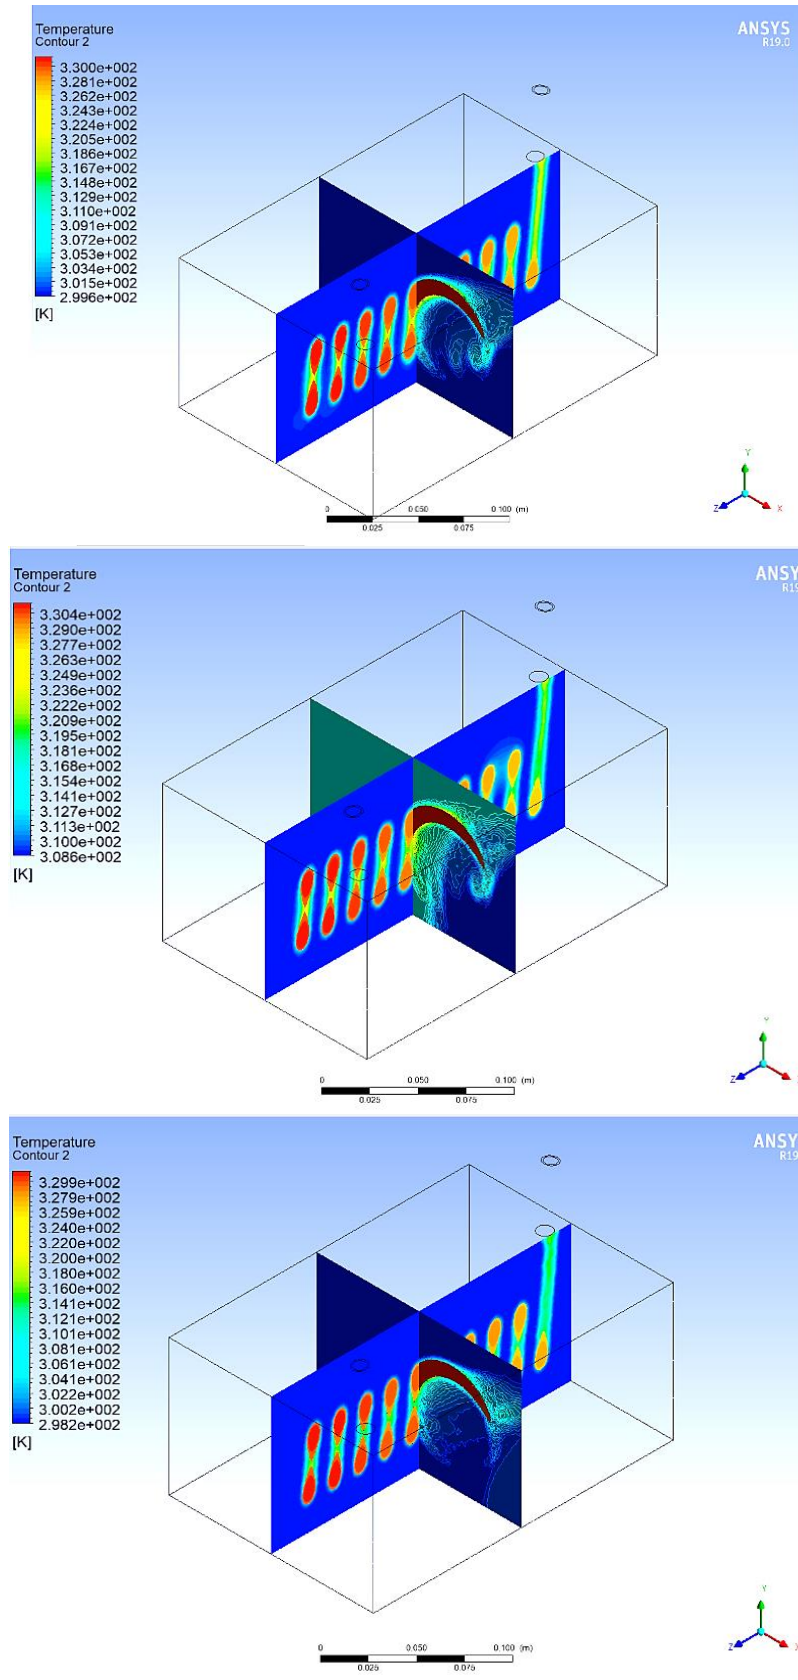 Temperature
Contour 2
ANSYS
R19.0
3.300e+002
3.281e+002
3.262e+002
3.243e+002
3.224e+002
3.205e+002
3.186e+002
3.167e+002
3.148e+002
3.129e+002
3.110e+002
3.091e+002
3.072e+002
3.053e+002
3.034e+002
3.015e+002
2.996e+002
[K]
Y
Z X
0 0.050 0.100 (m)
0.025 0.075
Temperature
Contour 2
ANSY
R19
3.304e+002
3.290e+002
3.277e+002
3.263e+002
3.249e+002
3.236e+002
3.222e+002
3.209e+002
3.195e+002
3.181e+002
3.168e+002
3.154e+002
3.141e+002
3.127e+002
3.113e+002
3.100e+002
3.086e+002
[K]
Y
Z
0 0.050 0.100 (m)
0.025 0.075
Temperature
Contour 2
ANSY
R19
3.299e+002
3.279e+002
3.259e+002
3.240e+002
3.220e+002
3.200e+002
3.180e+002
3.160e+002
3.141e+002
3.121e+002
3.101e+002
3.081e+002
3.061e+002
3.041e+002
3.022e+002
3.002e+002
2.982e+002
[K]
Y
Z X
0 0.050 0.100 (m)
0.025 0.075